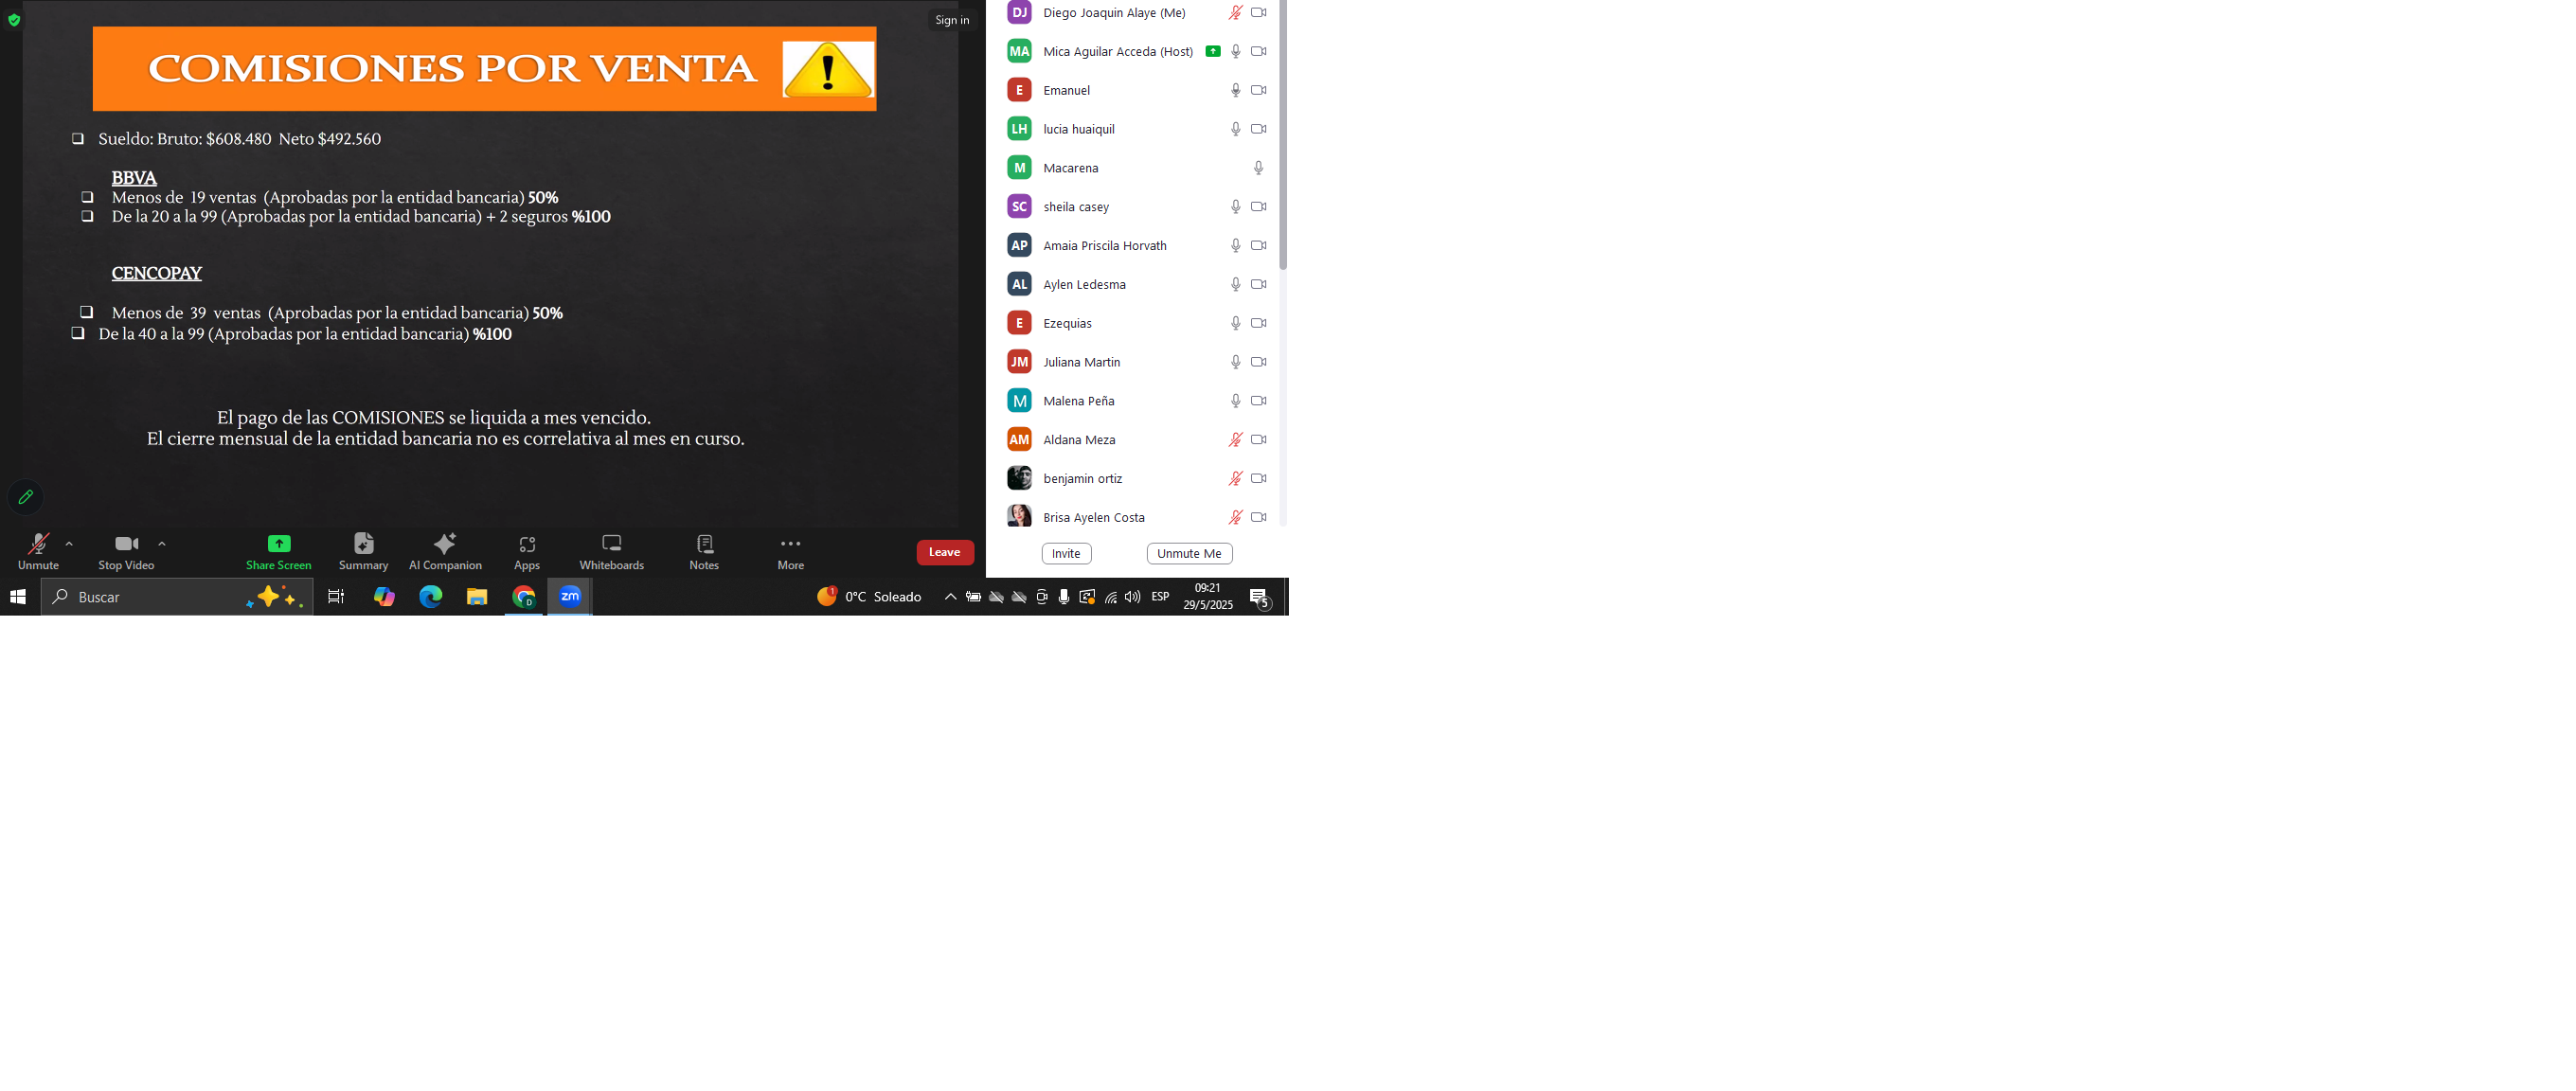 Sign in
COMISIONES POR VENTA
Sueldo: Bruto: $608.480 Neto $492.560
BBVA
Menos de 19 ventas (Aprobadas por la entidad bancaria) 50%
De la 20 a la 99 (Aprobadas por la entidad bancaria) + 2 seguros %100
CENCOPAY
Menos de 39 ventas (Aprobadas por la entidad bancaria) 50%
De la 40 a la 99 (Aprobadas por la entidad bancaria) %100
El pago de las COMISIONES se liquida a mes vencido.
El cierre mensual de la entidad bancaria no es correlativa al mes en curso.
DJ Diego Joaquin Alaye (Me)
MA Mica Aguilar Acceda (Host)
E Emanuel
LH lucia huaiquil
M Macarena
SC sheila casey
AP Amaia Priscila Horvath
AL Aylen Ledesma
E Ezequias
JM Juliana Martin
M Malena Peña
AM Aldana Meza
benjamin ortiz
Brisa Ayelen Costa
Invite Unmute Me
Unmute Stop Video Share Screen Summary AI Companion Apps Whiteboards Notes More Leave
Buscar D zm 1 0°C Soleado ESP 09:21
29/5/2025 5